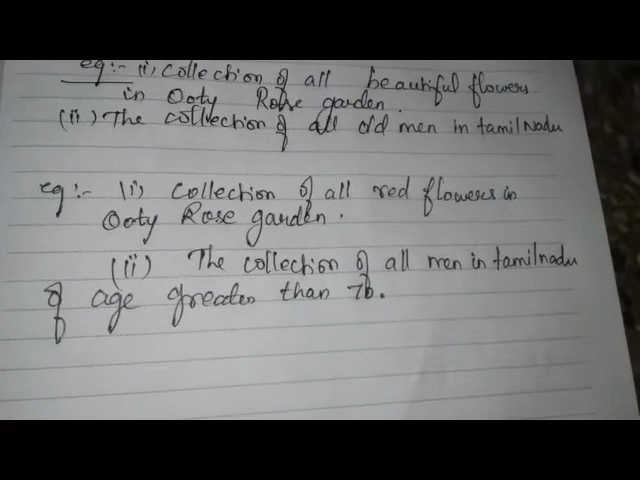 eg:- (i) Collection of all beautiful flowers
in Ooty Rose garden.
(ii) The collection of all old men in tamilNadu
eg:- (i) Collection of all red flowers in
Ooty Rose garden.
(ii) The collection of all men in tamilnadu
of age greater than 76.